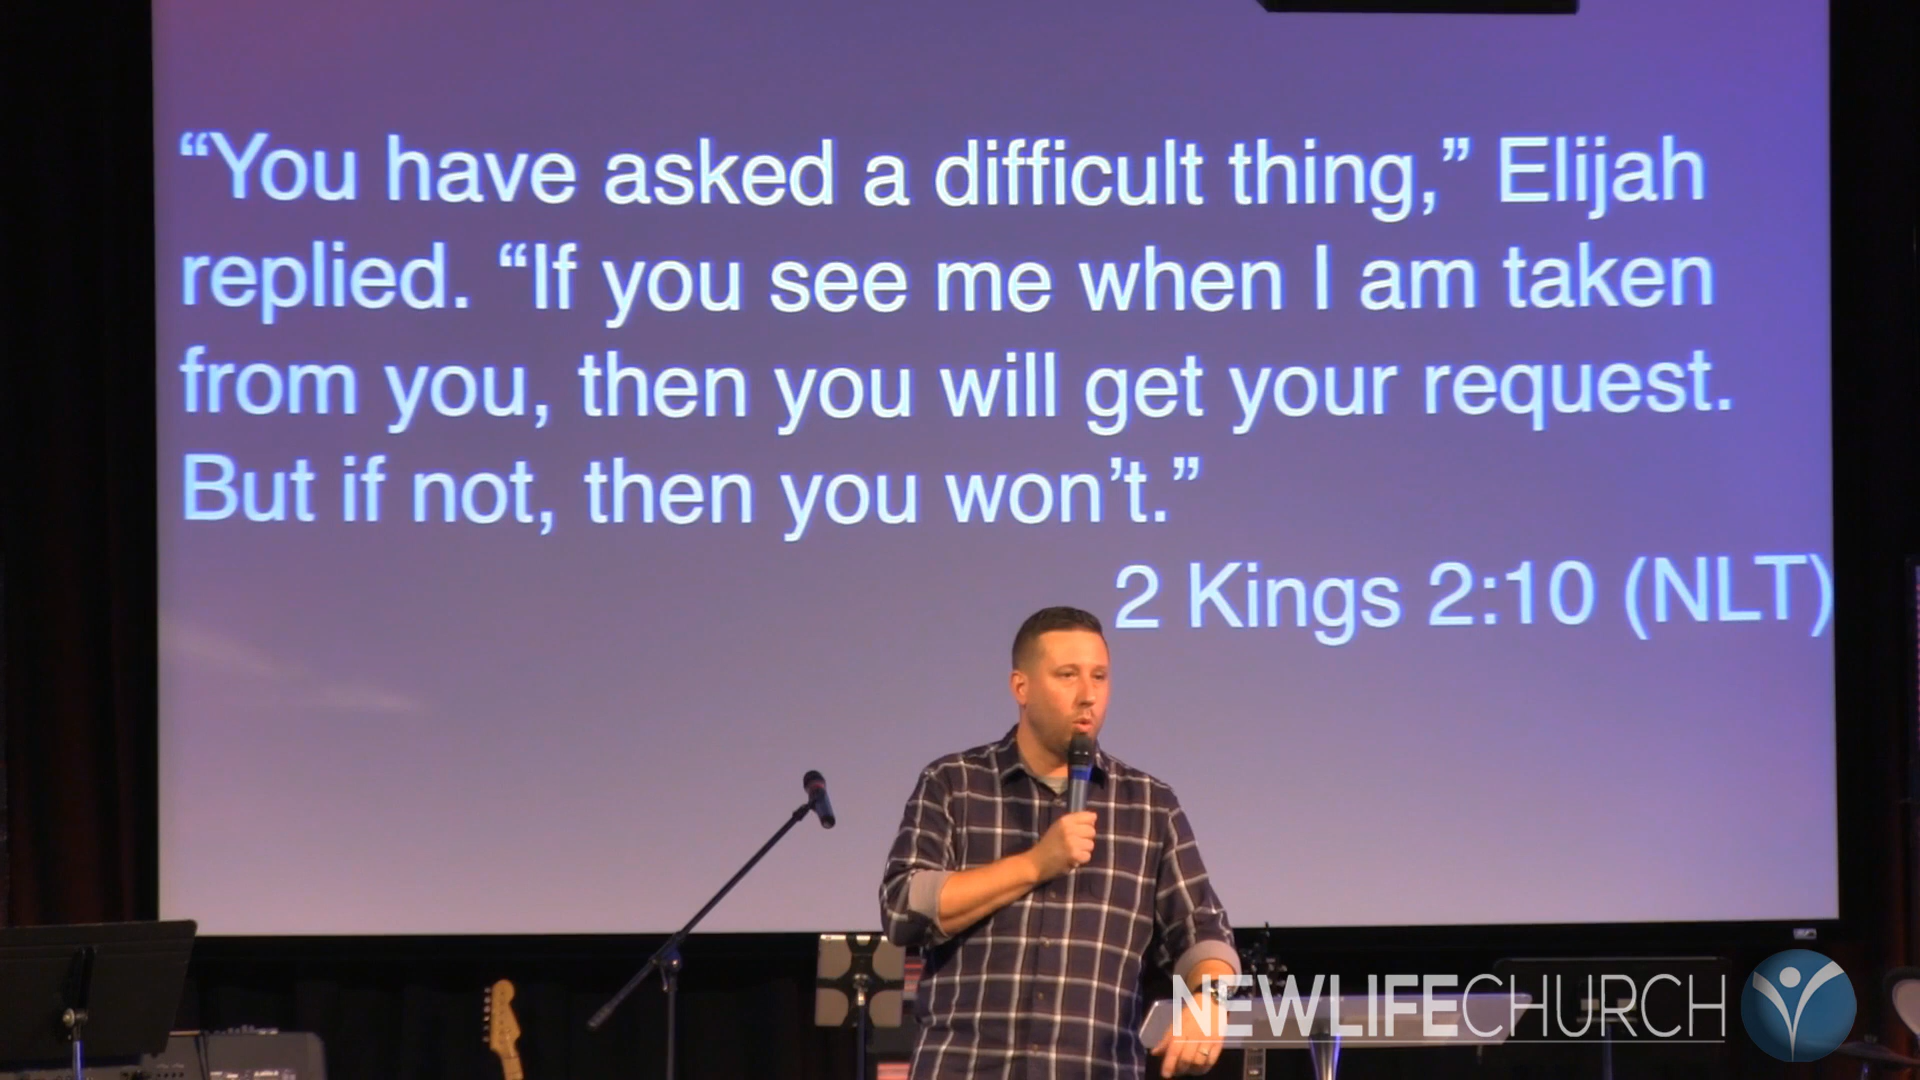 “You have asked a difficult thing,” Elijah
replied. “If you see me when I am taken
from you, then you will get your request.
But if not, then you won’t.”
2 Kings 2:10 (NLT)
NEWLIFECHURCH